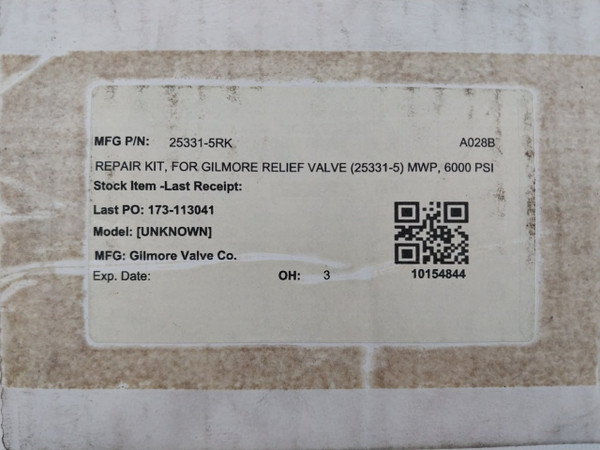 MFG P/N: 25331-5RK A028B
REPAIR KIT, FOR GILMORE RELIEF VALVE (25331-5) MWP, 6000 PSI
Stock Item -Last Receipt:
Last PO: 173-113041
Model: [UNKNOWN]
MFG: Gilmore Valve Co.
Exp. Date: OH: 3 10154844